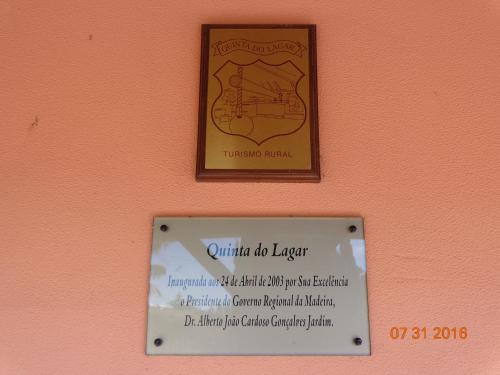 QUINTA DO LAGAR
TURISMO RURAL
Quinta do Lagar
Inaugurada aos 24 de Abril de 2003 por Sua Excelência
o Presidente do Governo Regional da Madeira,
Dr. Alberto João Cardoso Gonçalves Jardim.
07 31 2016